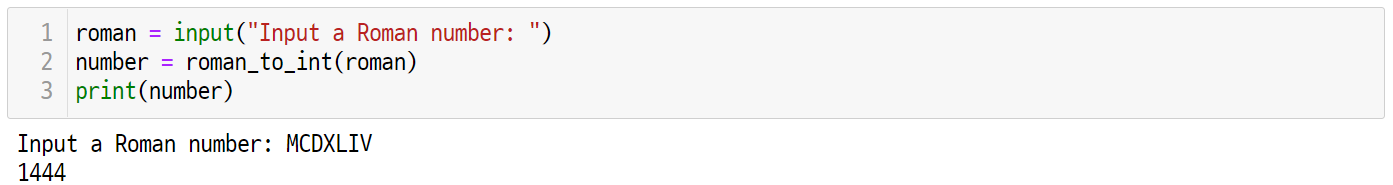 1 roman = input("Input a Roman number: ")
2 number = roman_to_int(roman)
3 print(number)
Input a Roman number: MCDXLIV
1444